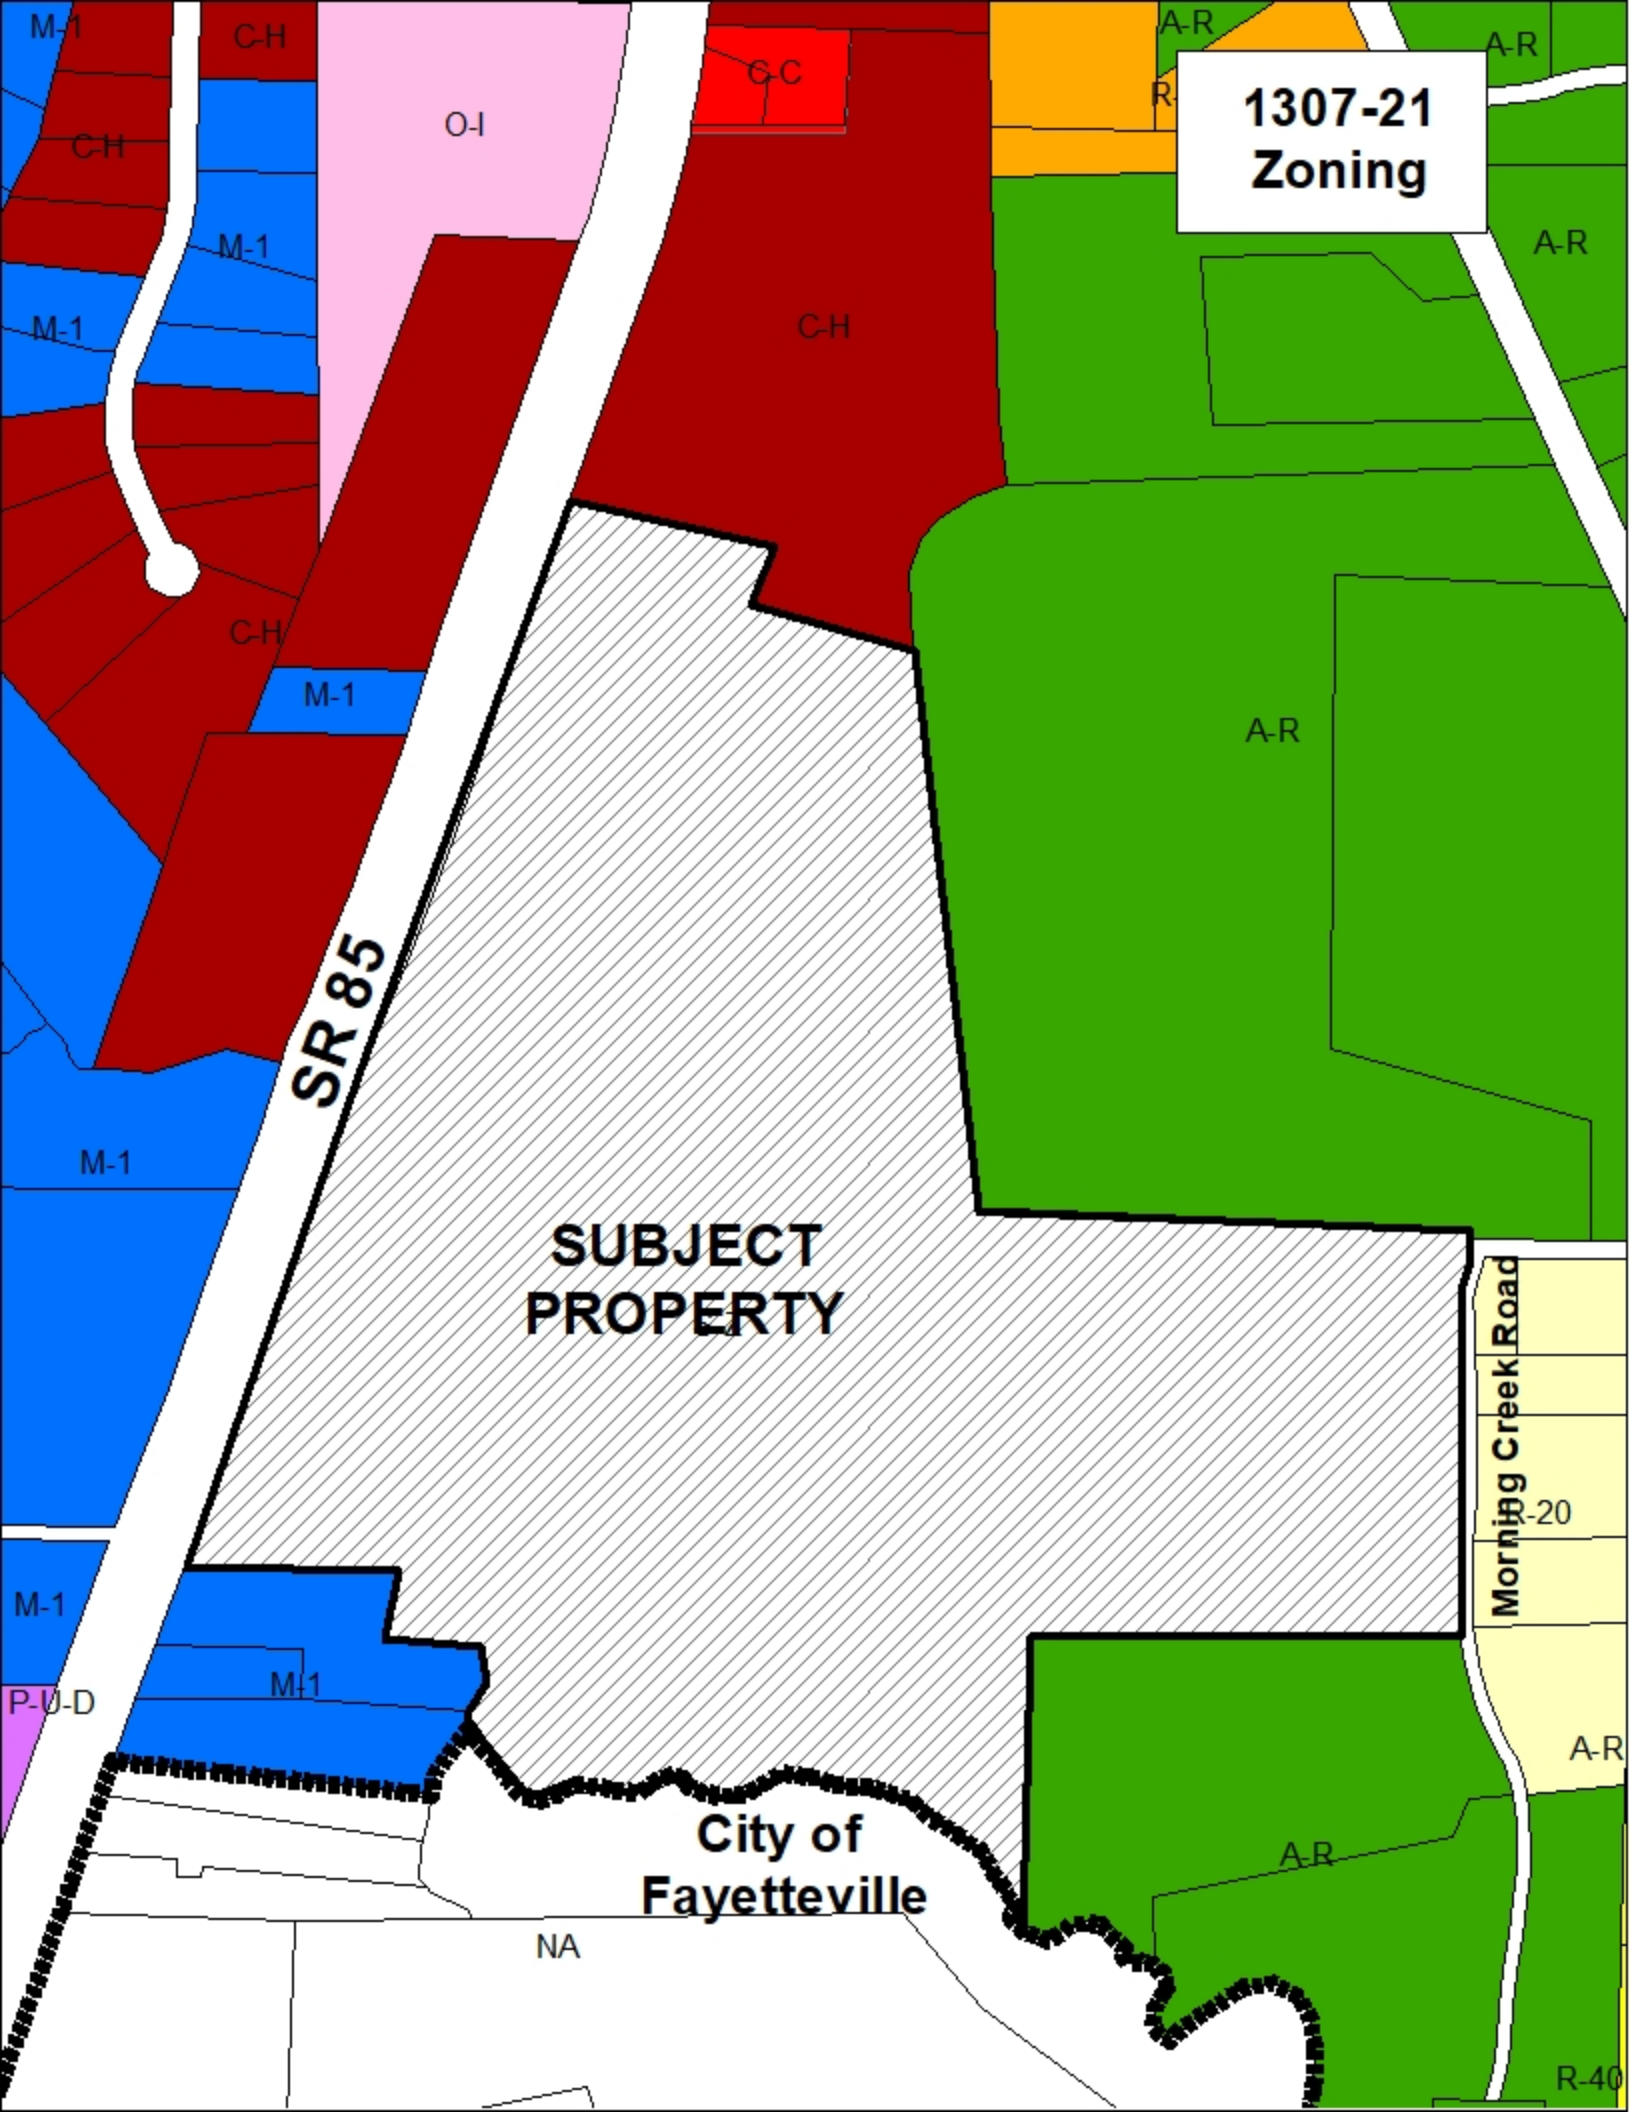 M-1
C-H
A-R
A-R
C-C
O-I
R-
1307-21
Zoning
C-H
M-1
A-R
M-1
C-H
C-H
M-1
A-R
SR 85
M-1
SUBJECT
PROPERTY
Morning Creek Road
R-20
M-1
M-1
P-U-D
A-R
City of
Fayetteville
A-R
NA
R-40